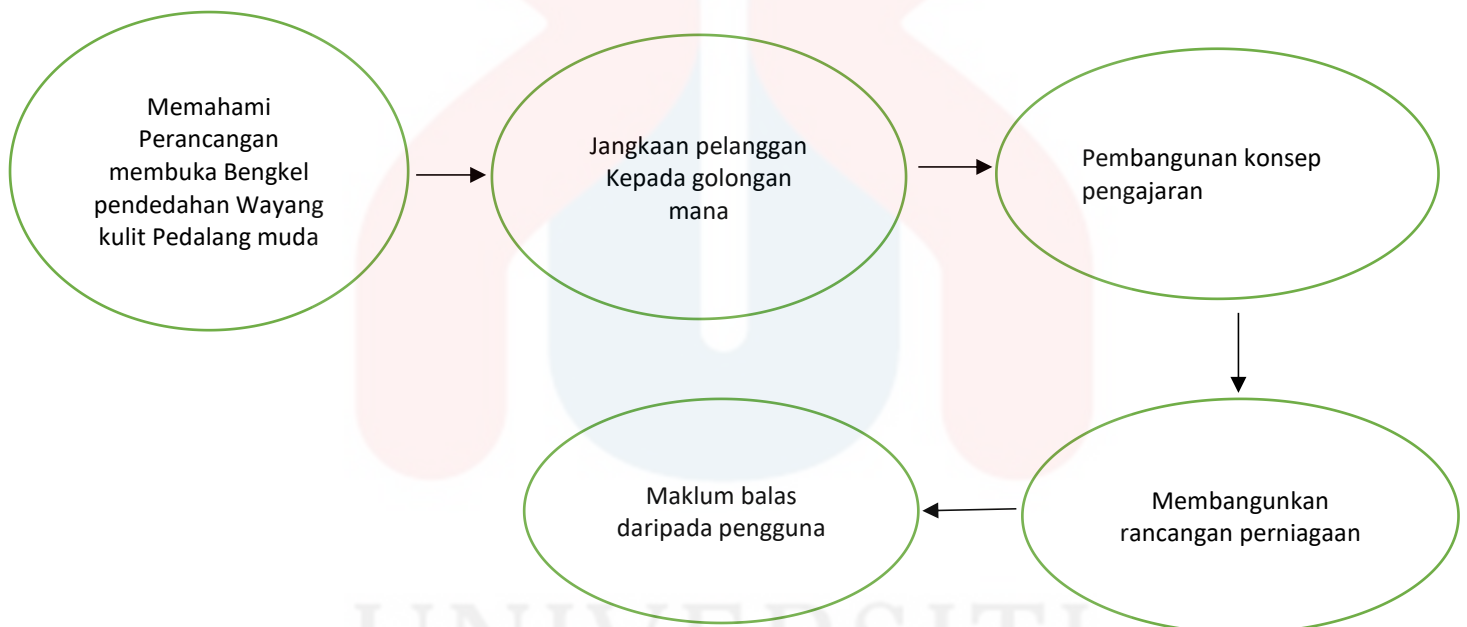 Memahami
Perancangan
membuka Bengkel
pendedahan Wayang
kulit Pedalang muda
Jangkaan pelanggan
Kepada golongan
mana
Pembangunan konsep
pengajaran
Membangunkan
rancangan perniagaan
Maklum balas
daripada pengguna
UNIVERSITI